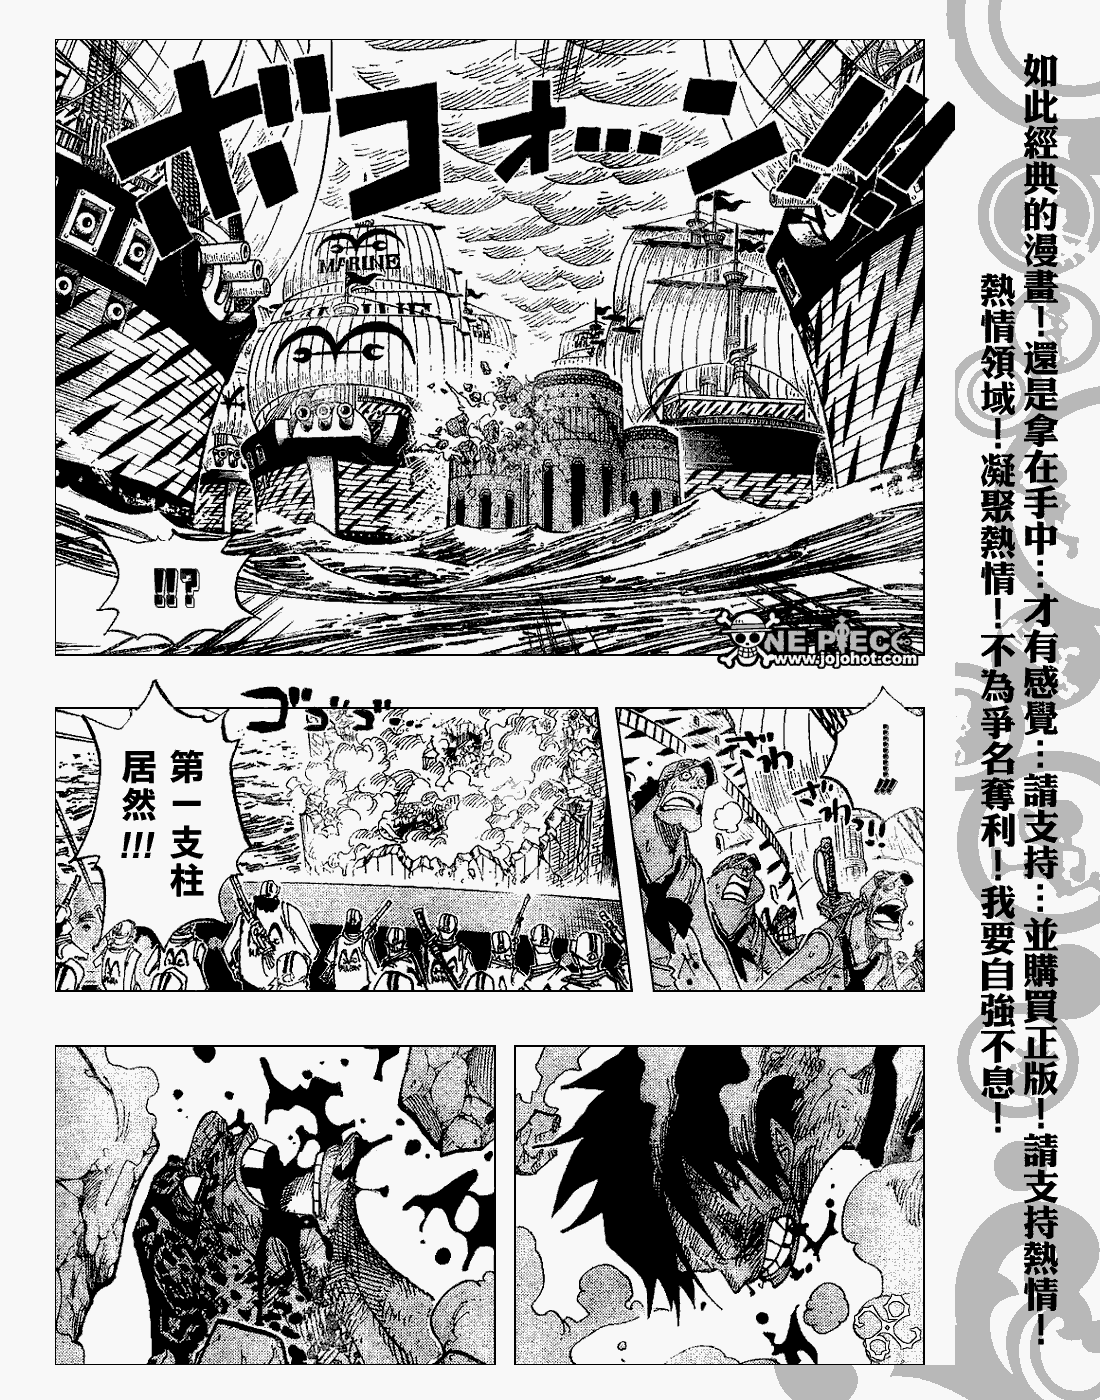 ボコォーン!!!
MARINE
!!?
ONE PIECE
www.jojohot.com
…………!!!
ざわ
ざわっ!!
ゴゴゴ…
第一支柱
居然!!!
如此經典的漫畫！還是拿在手中…才有感覺…請支持…並購買正版！請支持熱情！
熱情領域！凝聚熱情！不為爭名奪利！我要自強不息！